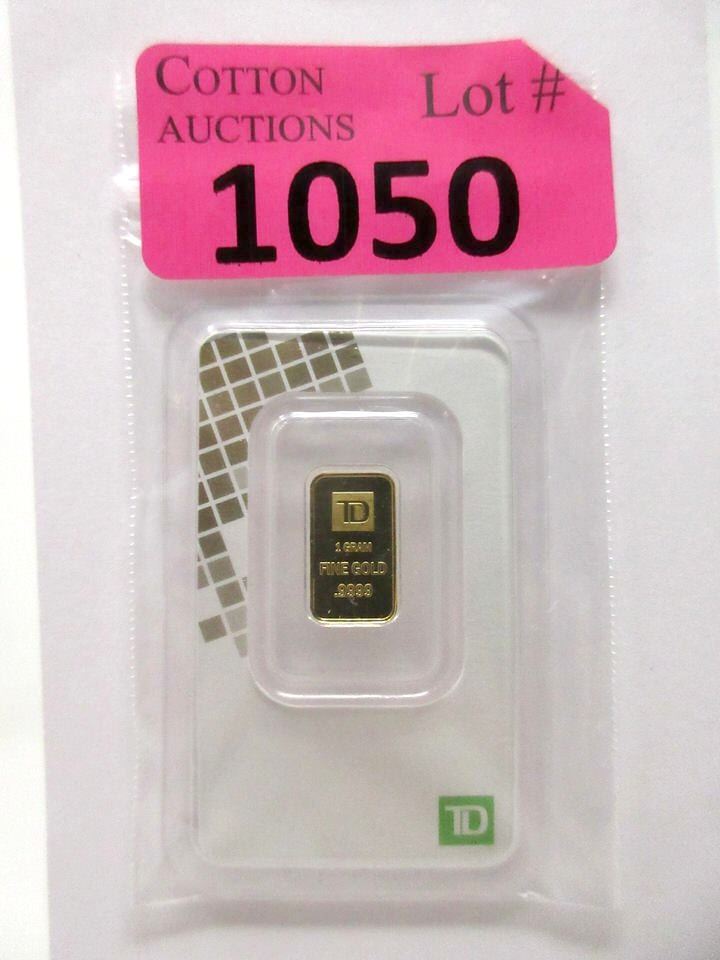 COTTON
AUCTIONS
Lot #
1050
TD
1 GRAM
FINE GOLD
.9999
TD